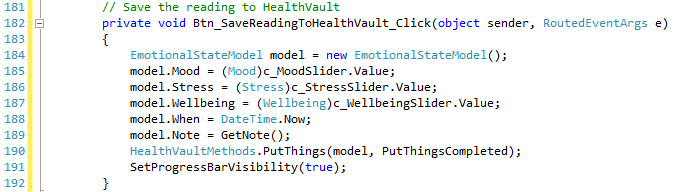 181 // Save the reading to HealthVault
182 private void Btn_SaveReadingToHealthVault_Click(object sender, RoutedEventArgs e)
183 {
184 EmotionalStateModel model = new EmotionalStateModel();
185 model.Mood = (Mood)c_MoodSlider.Value;
186 model.Stress = (Stress)c_StressSlider.Value;
187 model.Wellbeing = (Wellbeing)c_WellbeingSlider.Value;
188 model.When = DateTime.Now;
189 model.Note = GetNote();
190 HealthVaultMethods.PutThings(model, PutThingsCompleted);
191 SetProgressBarVisibility(true);
192 }